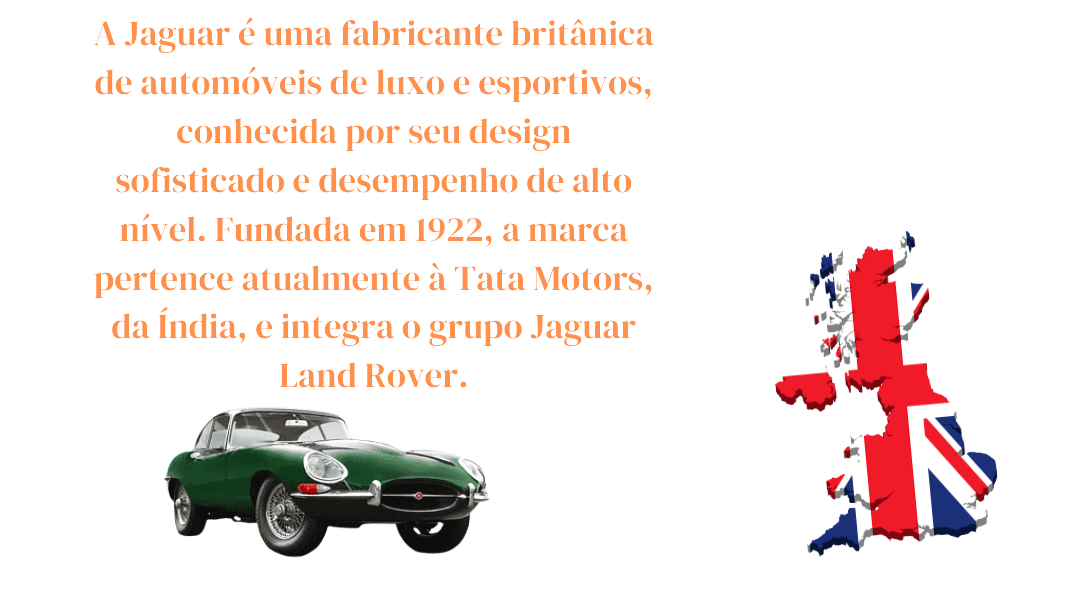 A Jaguar é uma fabricante britânica
de automóveis de luxo e esportivos,
conhecida por seu design
sofisticado e desempenho de alto
nível. Fundada em 1922, a marca
pertence atualmente à Tata Motors,
da Índia, e integra o grupo Jaguar
Land Rover.